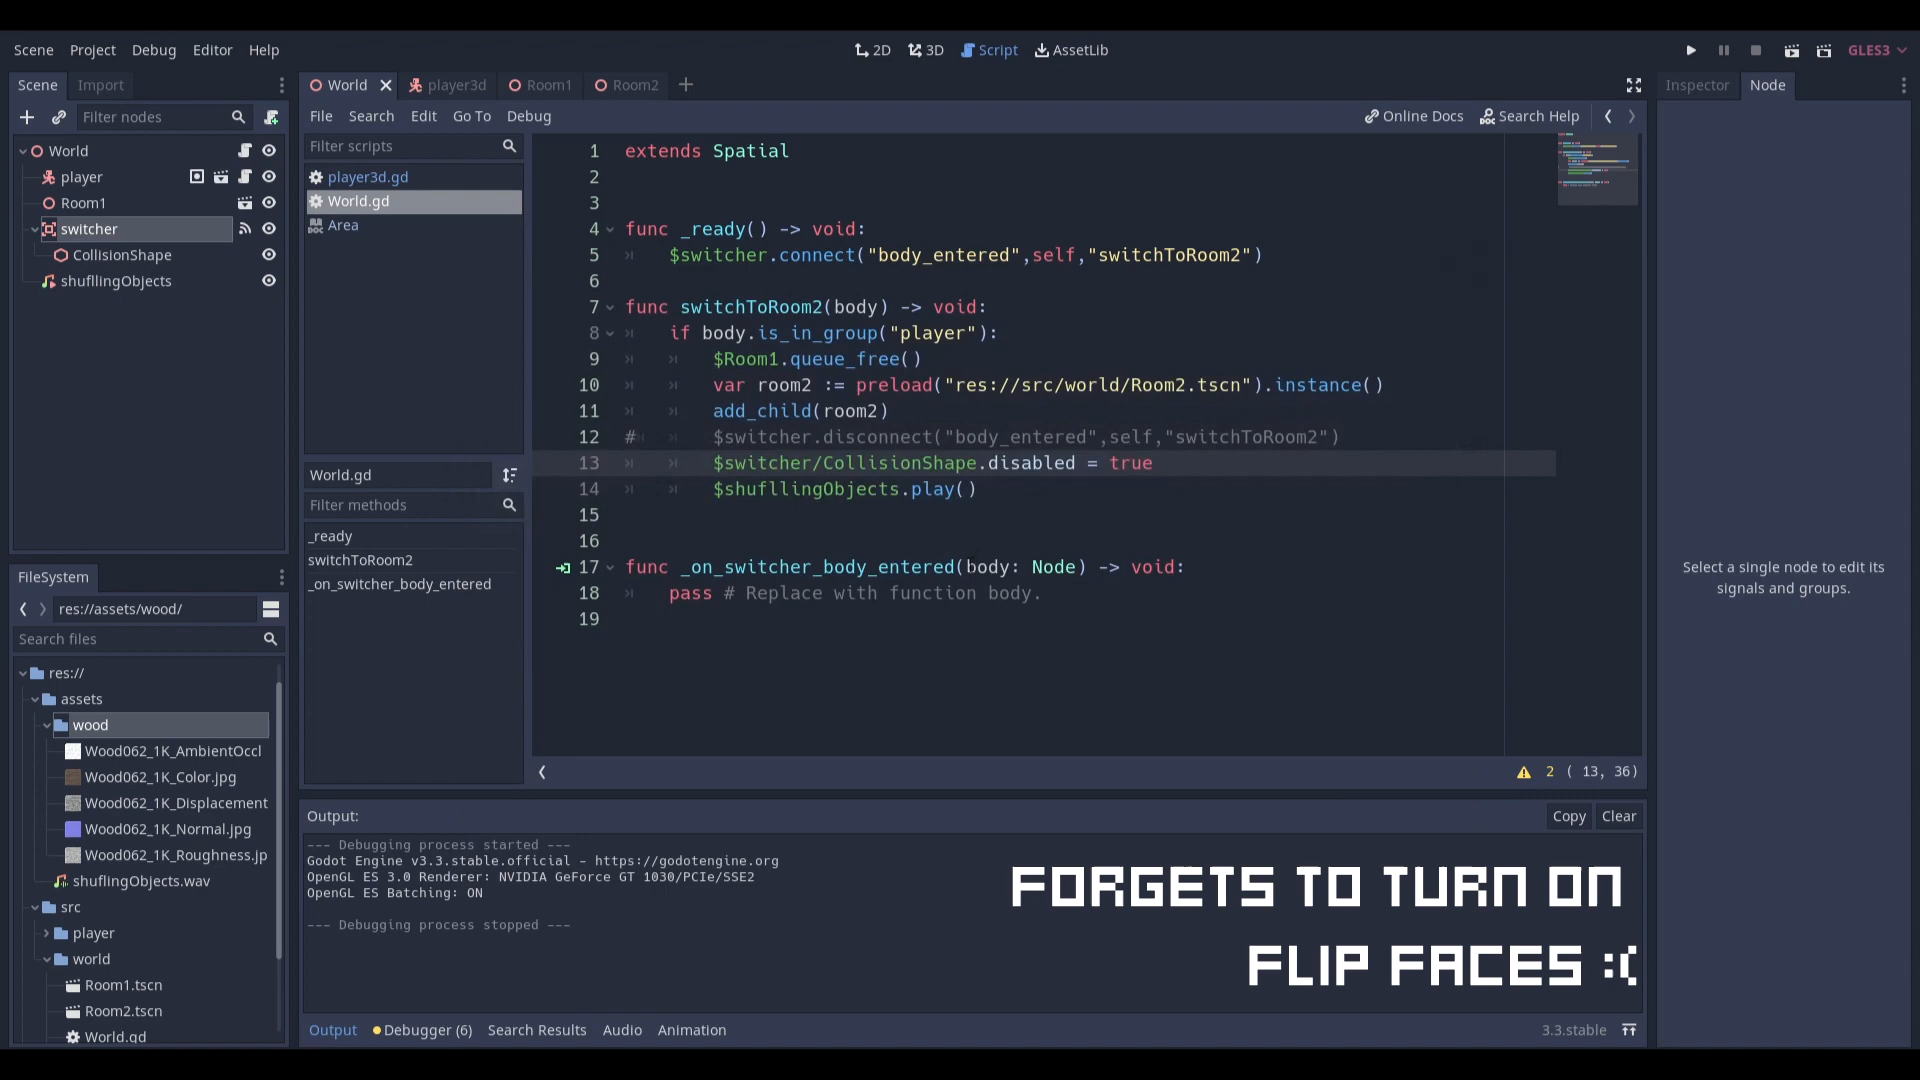 Scene Project Debug Editor Help
2D 3D Script AssetLib
GLES3
Scene Import
World player3d Room1 Room2
Inspector Node
Filter nodes
File Search Edit Go To Debug
Online Docs Search Help
World
player
Room1
switcher
CollisionShape
shufllingObjects
Filter scripts
player3d.gd
World.gd
Area
World.gd
Filter methods
_ready
switchToRoom2
_on_switcher_body_entered
1 extends Spatial
2
3
4 func _ready() -> void:
5 $switcher.connect("body_entered",self,"switchToRoom2")
6
7 func switchToRoom2(body) -> void:
8 if body.is_in_group("player"):
9 $Room1.queue_free()
10 var room2 := preload("res://src/world/Room2.tscn").instance()
11 add_child(room2)
12 # $switcher.disconnect("body_entered",self,"switchToRoom2")
13 $switcher/CollisionShape.disabled = true
14 $shufllingObjects.play()
15
16
17 func _on_switcher_body_entered(body: Node) -> void:
18 pass # Replace with function body.
19
2 ( 13, 36)
Select a single node to edit its
signals and groups.
FileSystem
res://assets/wood/
Search files
res://
assets
wood
Wood062_1K_AmbientOccl
Wood062_1K_Color.jpg
Wood062_1K_Displacement
Wood062_1K_Normal.jpg
Wood062_1K_Roughness.jp
shuflingObjects.wav
src
player
world
Room1.tscn
Room2.tscn
World.gd
Output:
Copy Clear
--- Debugging process started ---
Godot Engine v3.3.stable.official - https://godotengine.org
OpenGL ES 3.0 Renderer: NVIDIA GeForce GT 1030/PCIe/SSE2
OpenGL ES Batching: ON
--- Debugging process stopped ---
FORGETS TO TURN ON
FLIP FACES :(
Output Debugger (6) Search Results Audio Animation
3.3.stable